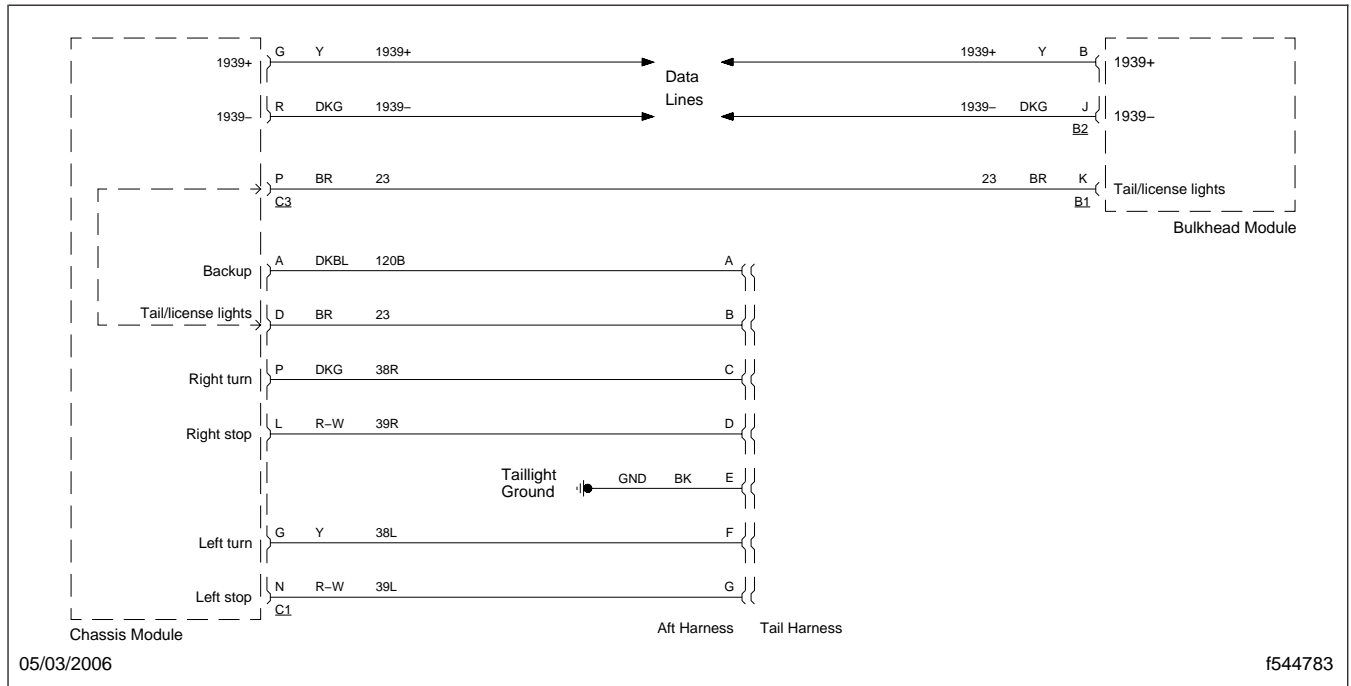 1939+ G Y 1939+ 1939+ Y B 1939+
Data
Lines
1939– R DKG 1939– 1939– DKG J 1939–
B2
P BR 23 23 BR K Tail/license lights
C3 B1
Bulkhead Module
Backup A DKBL 120B A
Tail/license lights D BR 23 B
Right turn P DKG 38R C
Right stop L R–W 39R D
Taillight
Ground GND BK E
Left turn G Y 38L F
Left stop N R–W 39L G
C1
Chassis Module Aft Harness Tail Harness
05/03/2006 f544783